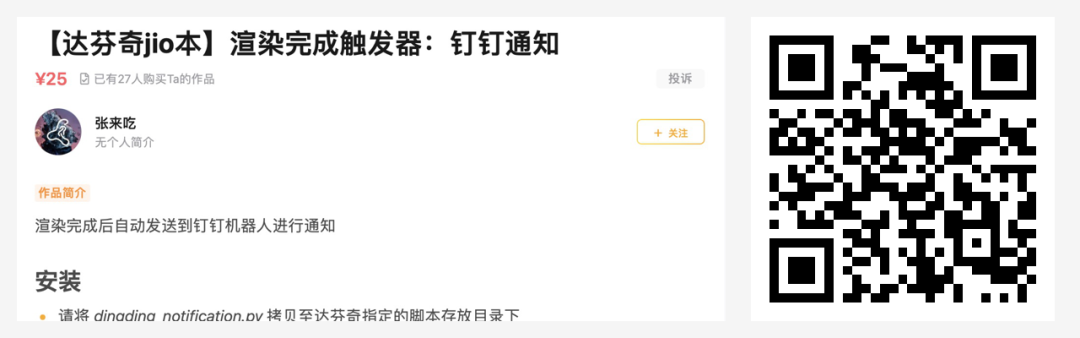 【达芬奇jio本】渲染完成触发器：钉钉通知
¥25 已有27人购买Ta的作品 投诉
张来吃
无个人简介
+ 关注
作品简介
渲染完成后自动发送到钉钉机器人进行通知
安装
• 请将 dingding_notification.py 拷贝至达芬奇指定的脚本存放目录下